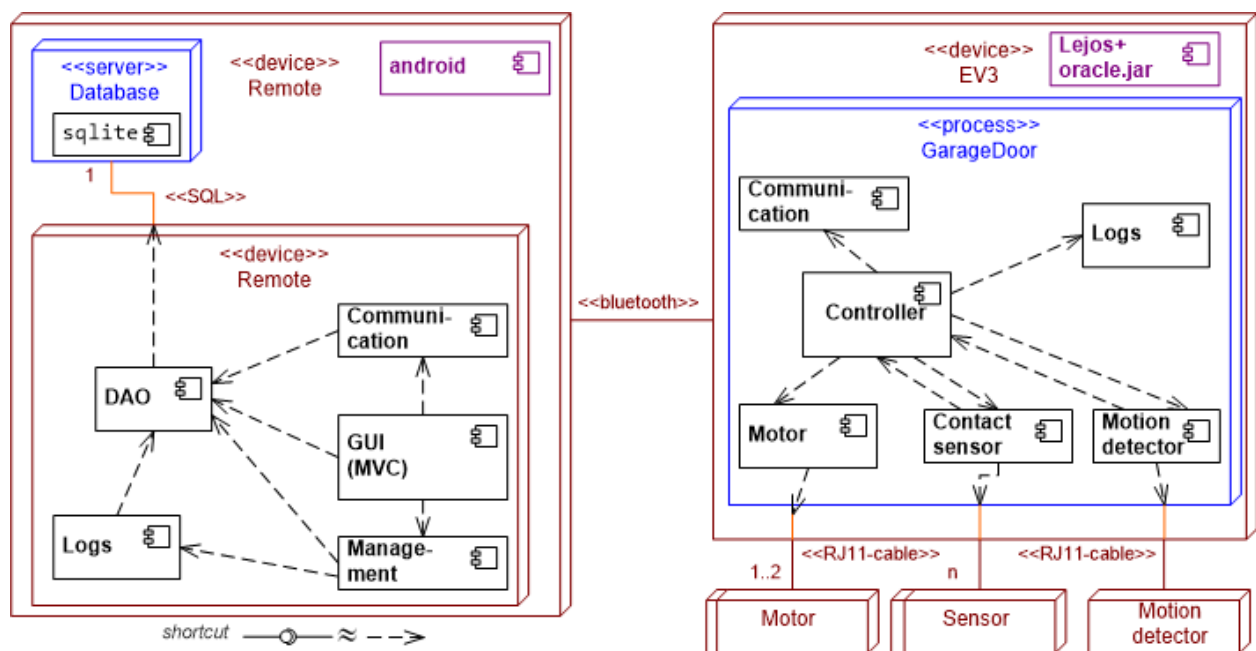 <<server>>
Database
sqlite
<<device>>
Remote
android
1
<<SQL>>
<<device>>
Remote
Communi-
cation
DAO
GUI
(MVC)
Logs
Manage-
ment
shortcut ≈
<<bluetooth>>
<<device>>
EV3
Lejos+
oracle.jar
<<process>>
GarageDoor
Communi-
cation
Logs
Controller
Motor
Contact
sensor
Motion
detector
<<RJ11-cable>>
<<RJ11-cable>>
1..2
n
Motor
Sensor
Motion
detector